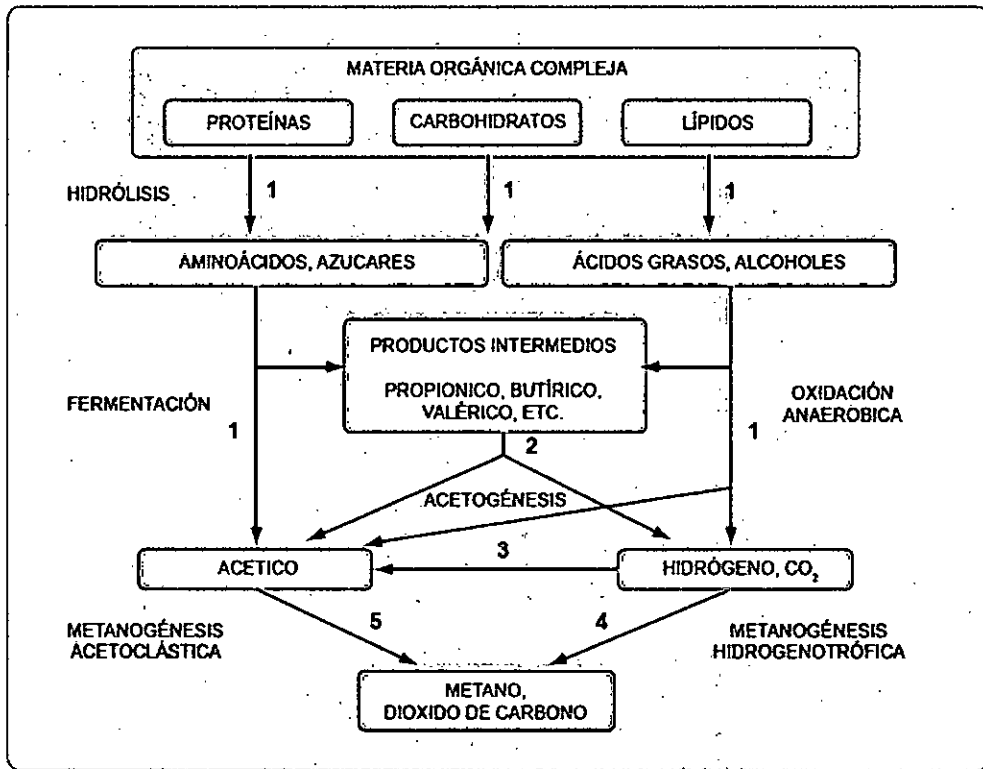 MATERIA ORGÁNICA COMPLEJA
PROTEÍNAS
CARBOHIDRATOS
LÍPIDOS
HIDRÓLISIS
1
1
1
AMINOÁCIDOS, AZUCARES
ÁCIDOS GRASOS, ALCOHOLES
PRODUCTOS INTERMEDIOS
PROPIONICO, BUTÍRICO,
VALÉRICO, ETC.
FERMENTACIÓN
OXIDACIÓN
ANAEROBICA
1
2
1
ACETOGÉNESIS
3
ACETICO
HIDRÓGENO, CO₂
5
4
METANOGÉNESIS
ACETOCLÁSTICA
METANOGÉNESIS
HIDROGENOTRÓFICA
METANO,
DIOXIDO DE CARBONO